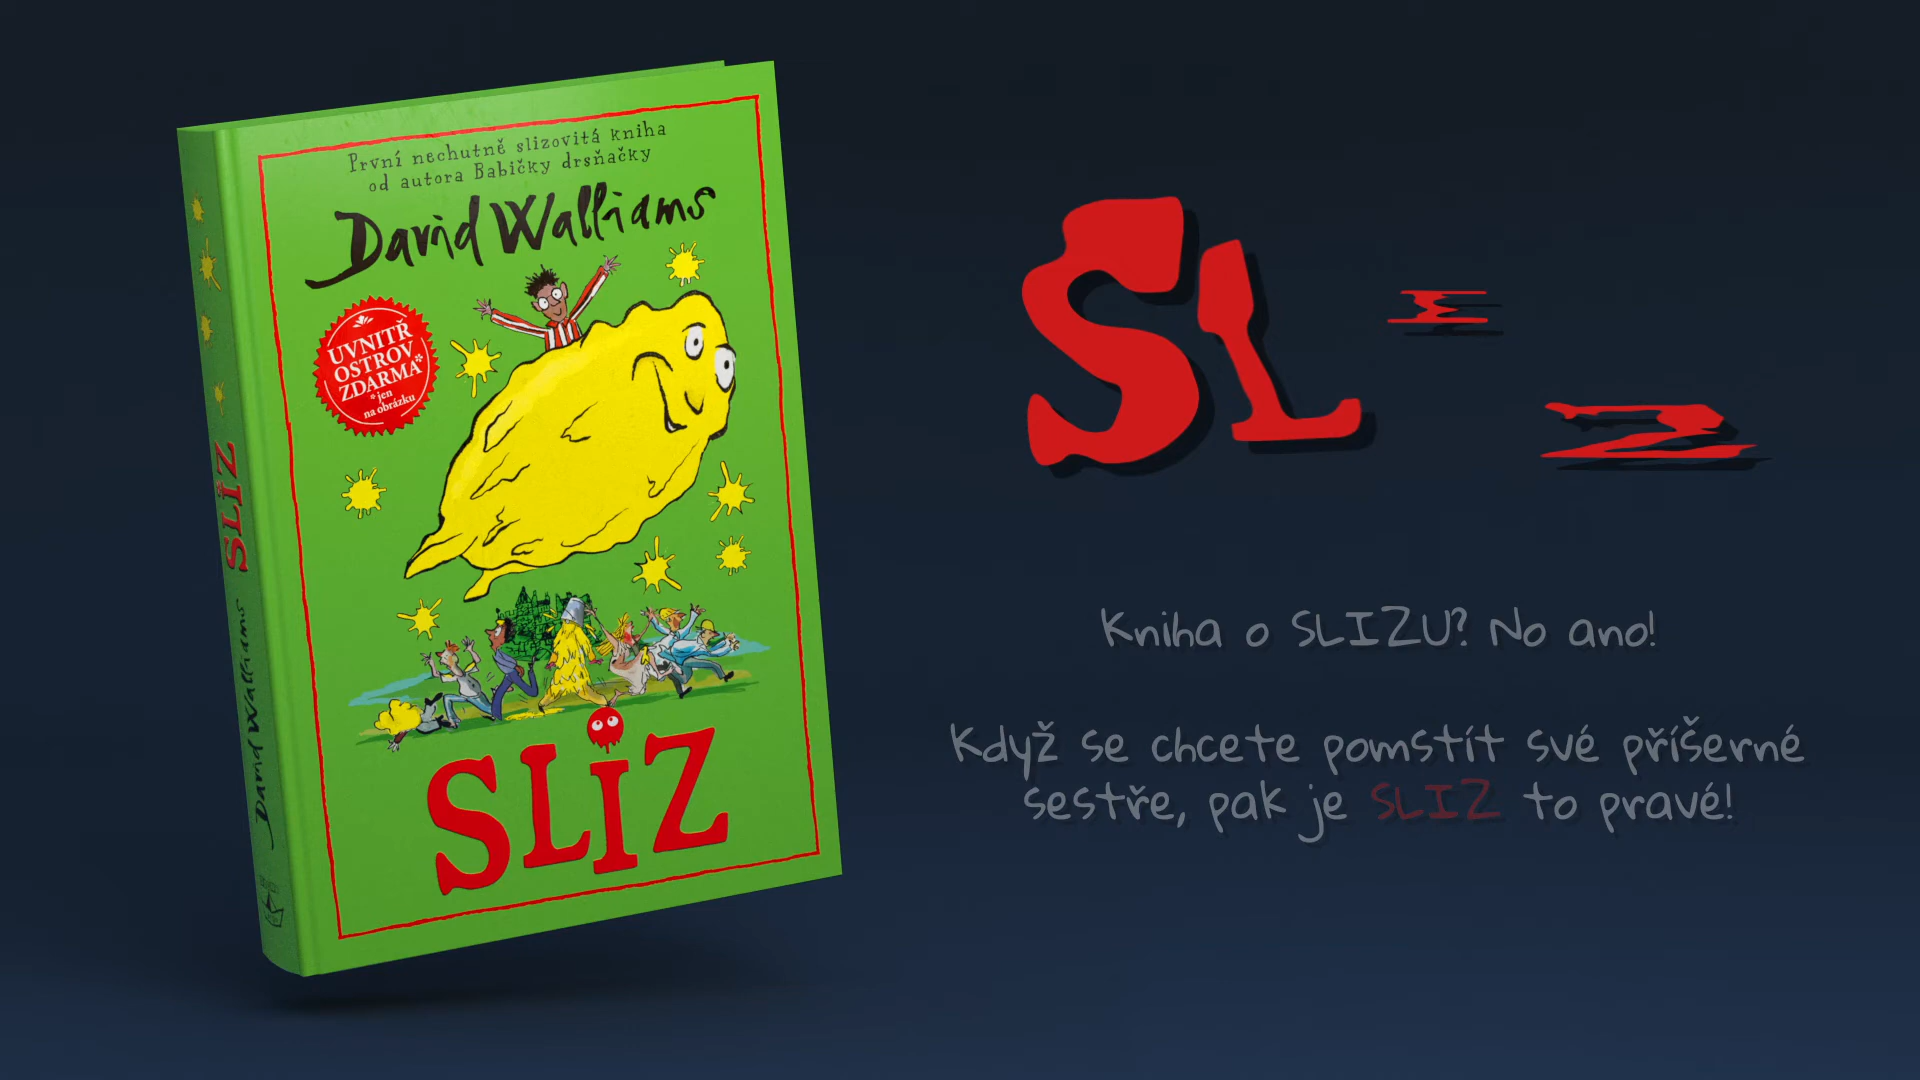 První nechutně slizovitá kniha
od autora Babičky drsňačky
David Walliams
UVNITŘ
OSTROV
ZDARMA*
* jen
na obrázku
SLiZ
David Walliams
SLiZ
SL
Z
Kniha o SLIZU? No ano!
Když se chcete pomstít své příšerné
sestře, pak je SLIZ to pravé!